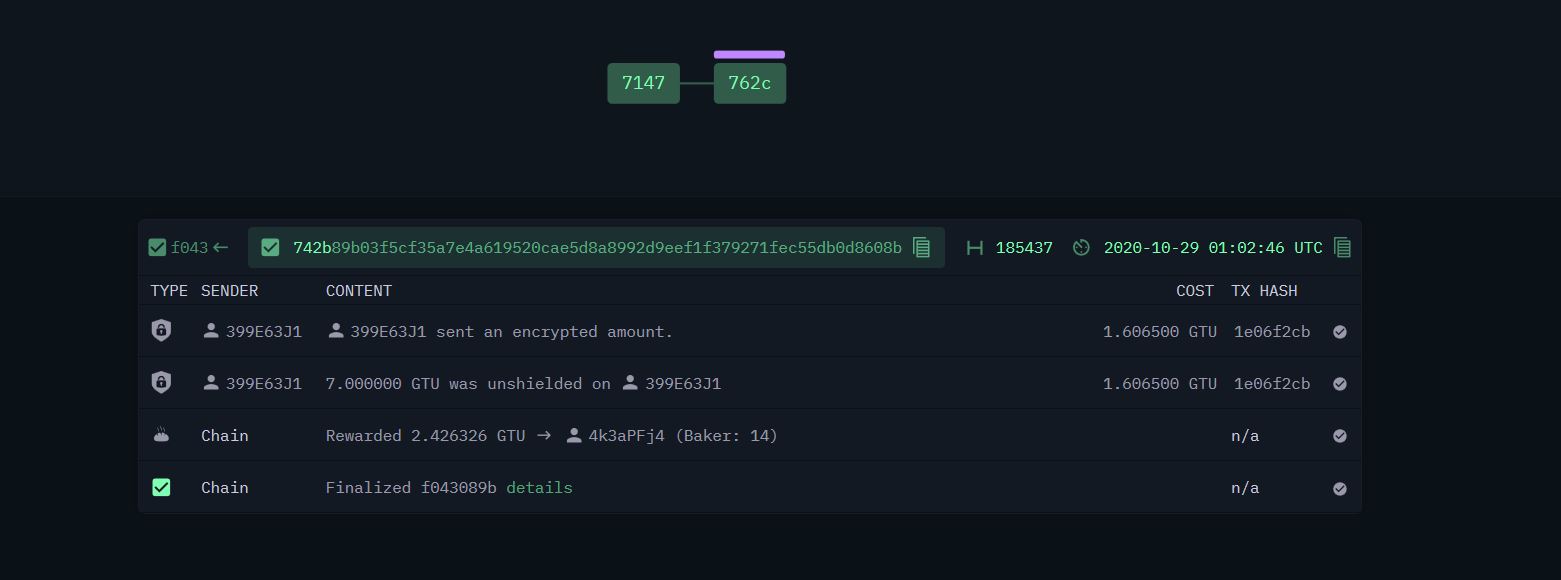 7147 762c
f043 742b89b03f5cf35a7e4a619520cae5d8a8992d9eef1f379271fec55db0d8608b 185437 2020-10-29 01:02:46 UTC
TYPE SENDER CONTENT COST TX HASH
399E63J1 399E63J1 sent an encrypted amount. 1.606500 GTU 1e06f2cb
399E63J1 7.000000 GTU was unshielded on 399E63J1 1.606500 GTU 1e06f2cb
Chain Rewarded 2.426326 GTU → 4k3aPFj4 (Baker: 14) n/a
Chain Finalized f043089b details n/a